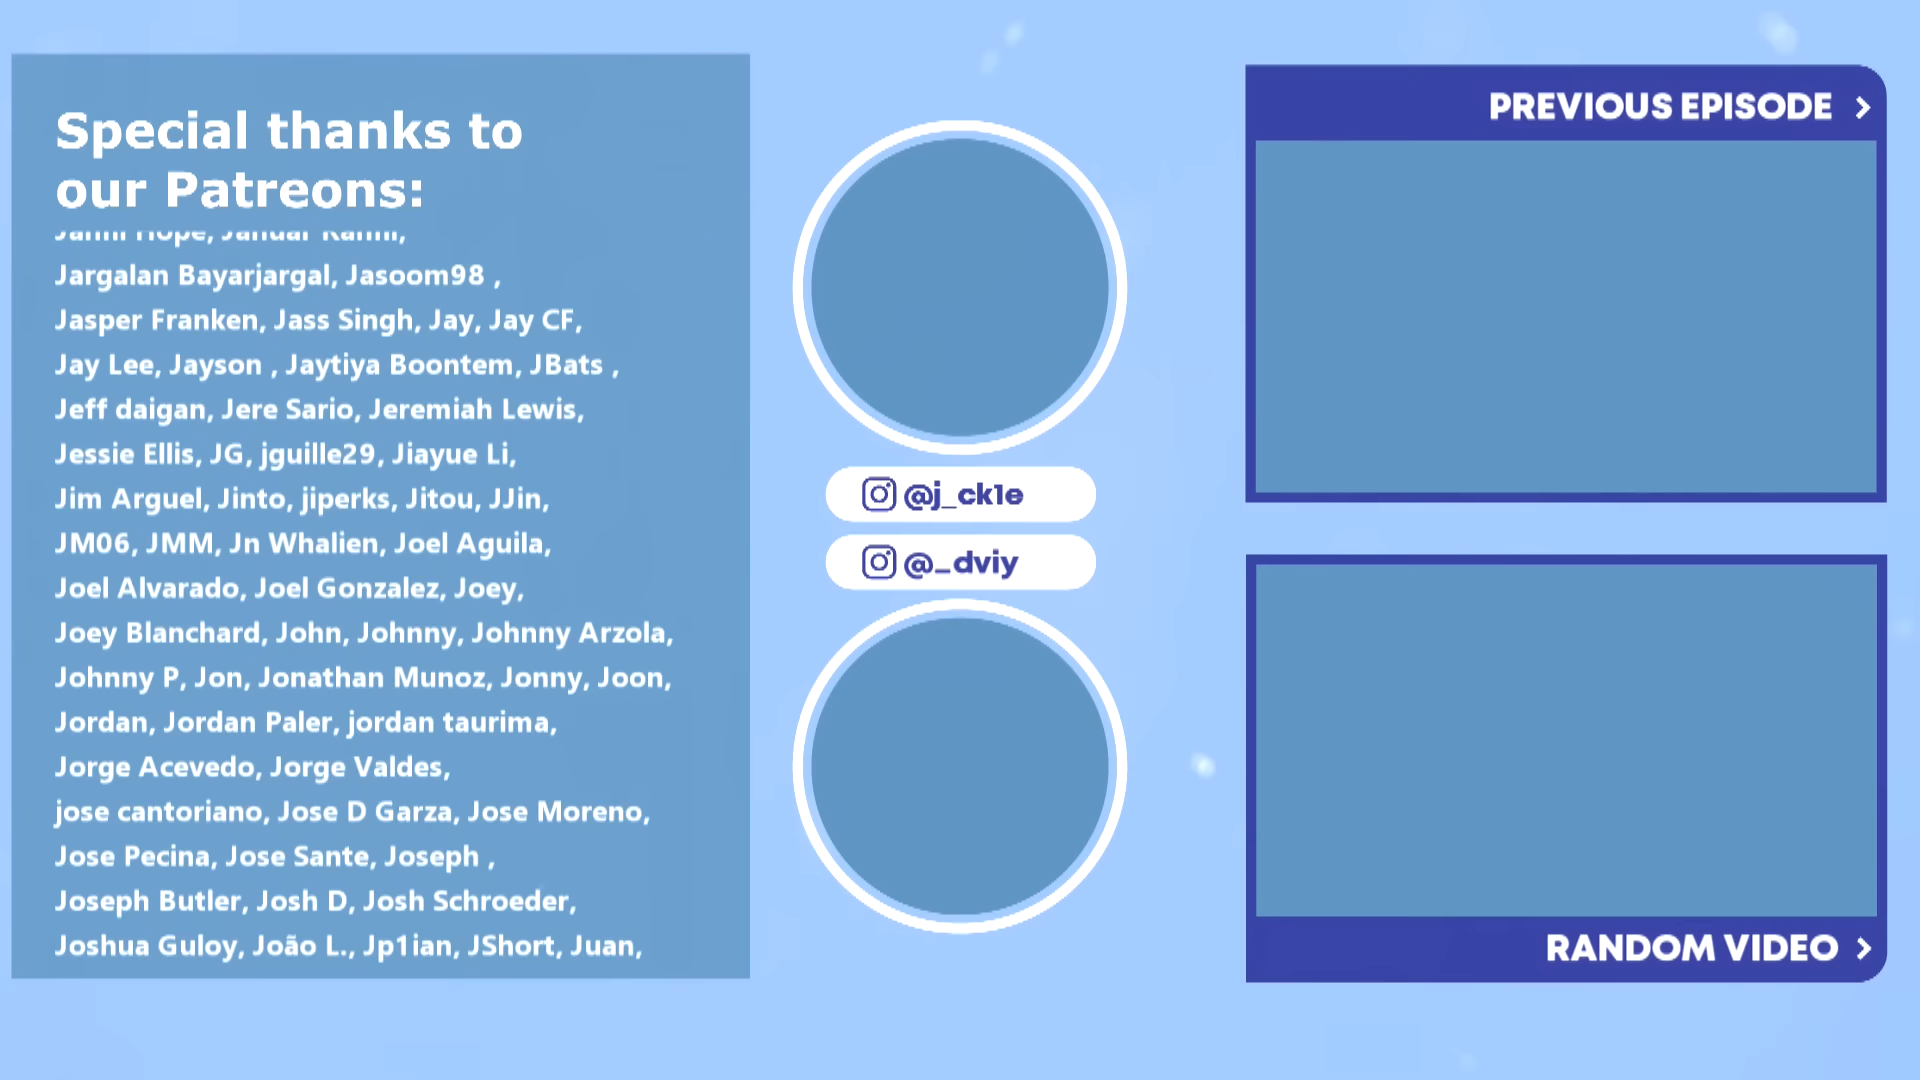 Special thanks to
our Patreons:
Jargalan Bayarjargal, Jasoom98 ,
Jasper Franken, Jass Singh, Jay, Jay CF,
Jay Lee, Jayson , Jaytiya Boontem, JBats ,
Jeff daigan, Jere Sario, Jeremiah Lewis,
Jessie Ellis, JG, jguille29, Jiayue Li,
Jim Arguel, Jinto, jiperks, Jitou, JJin,
JM06, JMM, Jn Whalien, Joel Aguila,
Joel Alvarado, Joel Gonzalez, Joey,
Joey Blanchard, John, Johnny, Johnny Arzola,
Johnny P, Jon, Jonathan Munoz, Jonny, Joon,
Jordan, Jordan Paler, jordan taurima,
Jorge Acevedo, Jorge Valdes,
jose cantoriano, Jose D Garza, Jose Moreno,
Jose Pecina, Jose Sante, Joseph ,
Joseph Butler, Josh D, Josh Schroeder,
Joshua Guloy, João L., Jp1ian, JShort, Juan,
@j_ck1e
@_dviy
PREVIOUS EPISODE >
RANDOM VIDEO >